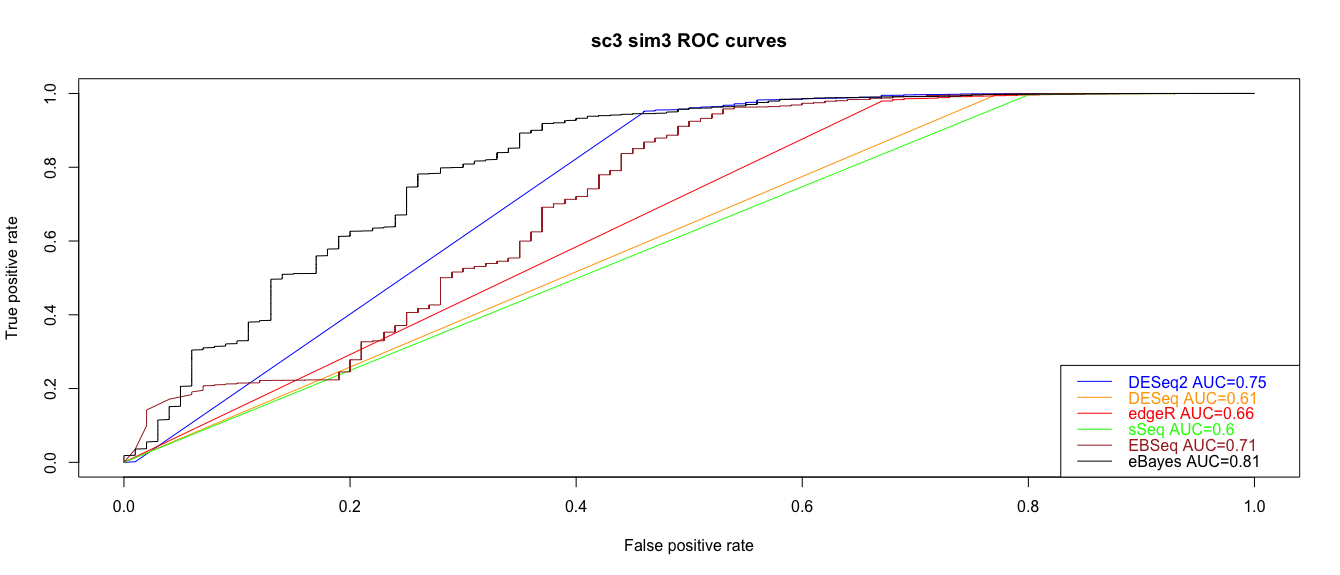 sc3 sim3 ROC curves
True positive rate
1.0
0.8
0.6
0.4
0.2
0.0
DESeq2 AUC=0.75
DESeq AUC=0.61
edgeR AUC=0.66
sSeq AUC=0.6
EBSeq AUC=0.71
eBayes AUC=0.81
0.0 0.2 0.4 0.6 0.8 1.0
False positive rate